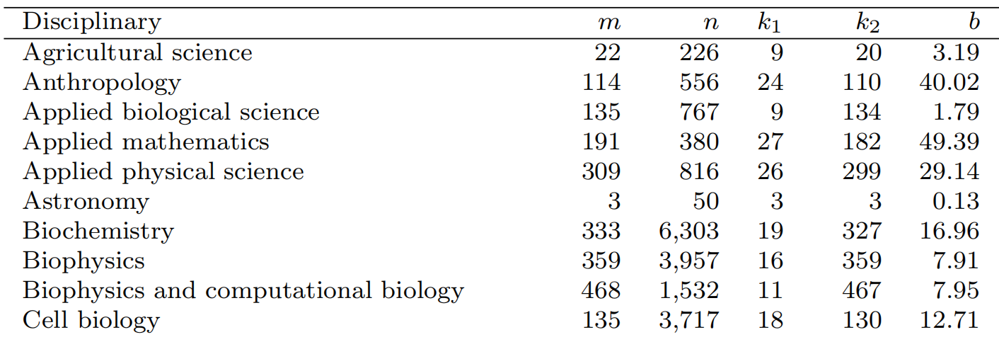 Disciplinary m n k1 k2 b
Agricultural science 22 226 9 20 3.19
Anthropology 114 556 24 110 40.02
Applied biological science 135 767 9 134 1.79
Applied mathematics 191 380 27 182 49.39
Applied physical science 309 816 26 299 29.14
Astronomy 3 50 3 3 0.13
Biochemistry 333 6,303 19 327 16.96
Biophysics 359 3,957 16 359 7.91
Biophysics and computational biology 468 1,532 11 467 7.95
Cell biology 135 3,717 18 130 12.71